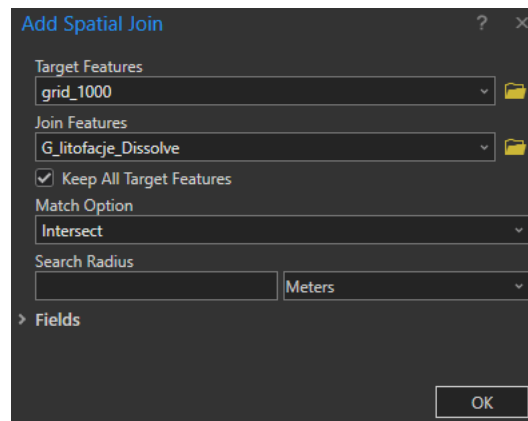 Add Spatial Join ? ×
Target Features
grid_1000
Join Features
G_litofacje_Dissolve
Keep All Target Features
Match Option
Intersect
Search Radius
Meters
Fields
OK